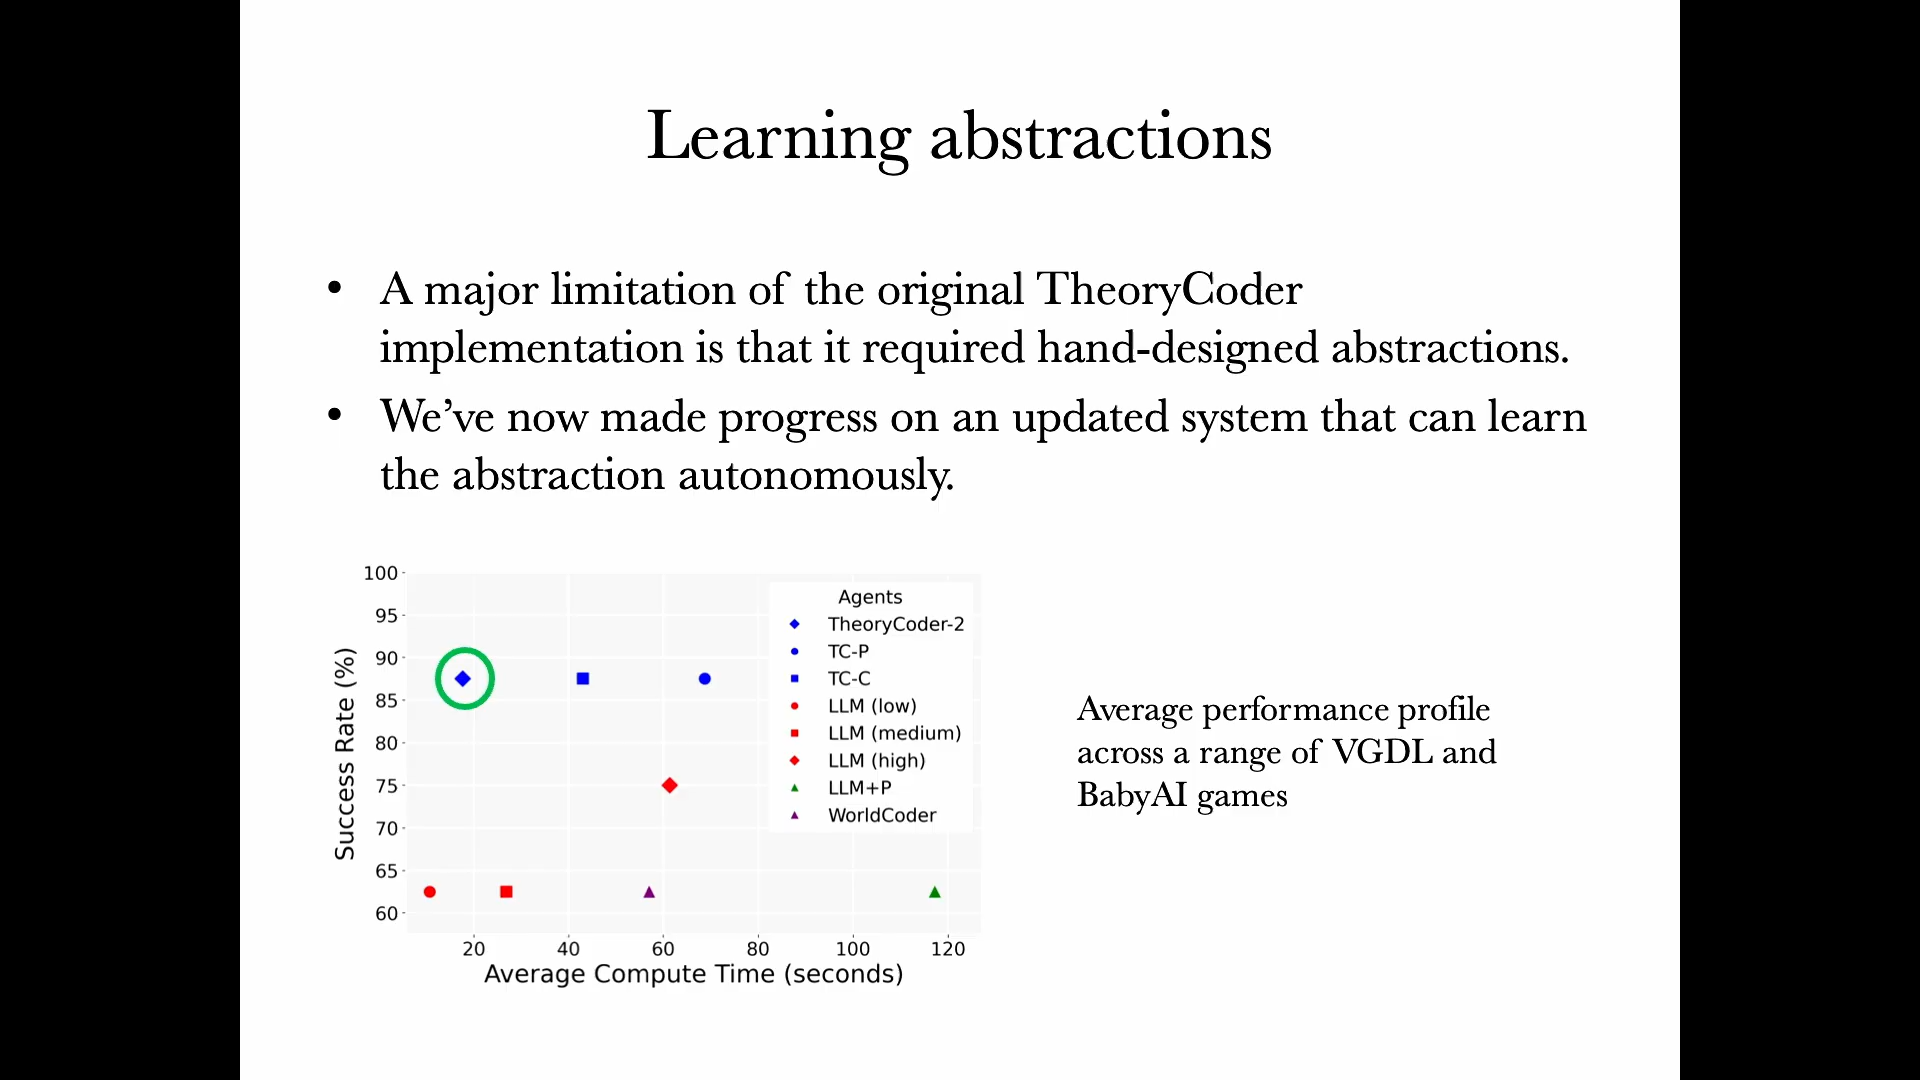 Learning abstractions
• A major limitation of the original TheoryCoder
implementation is that it required hand-designed abstractions.
• We’ve now made progress on an updated system that can learn
the abstraction autonomously.
100
95
90
85
80
75
70
65
60
Success Rate (%)
20 40 60 80 100 120
Average Compute Time (seconds)
Agents
TheoryCoder-2
TC-P
TC-C
LLM (low)
LLM (medium)
LLM (high)
LLM+P
WorldCoder
Average performance profile
across a range of VGDL and
BabyAI games